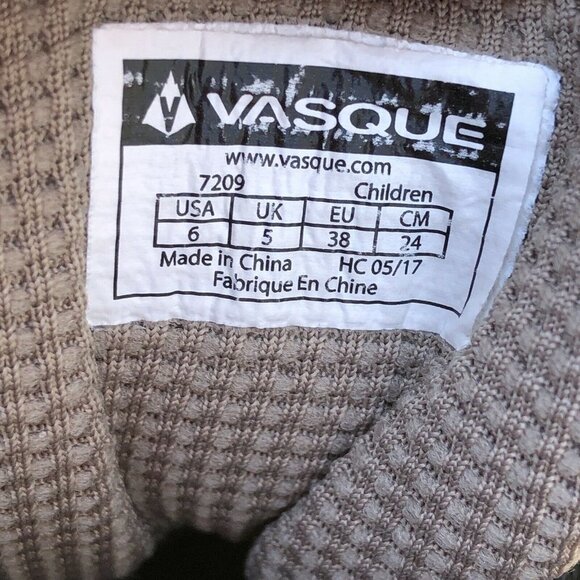 VASQUE
www.vasque.com
7209 Children
USA UK EU CM
6 5 38 24
Made in China HC 05/17
Fabrique En Chine